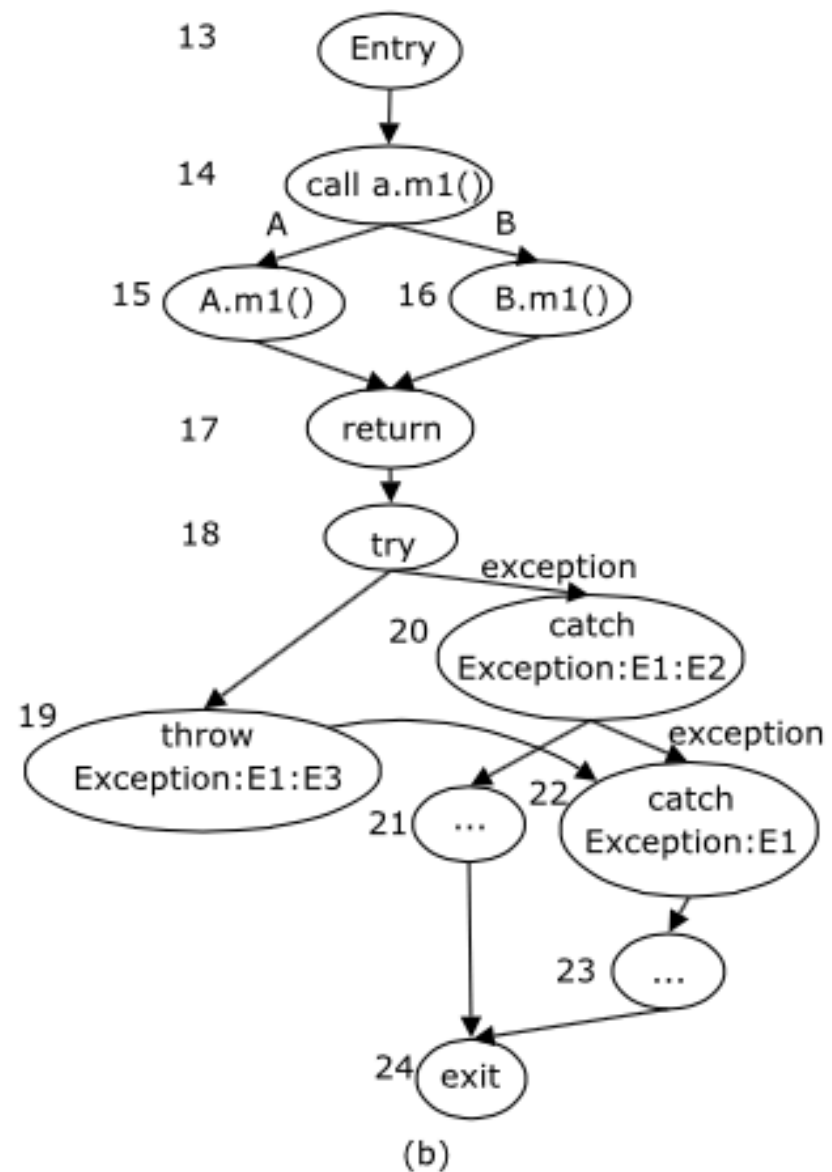 13
Entry
14
call a.m1()
A
B
15
A.m1()
16
B.m1()
17
return
18
try
exception
20
catch
Exception:E1:E2
19
throw
Exception:E1:E3
exception
21
...
22
catch
Exception:E1
23
...
24
exit
(b)